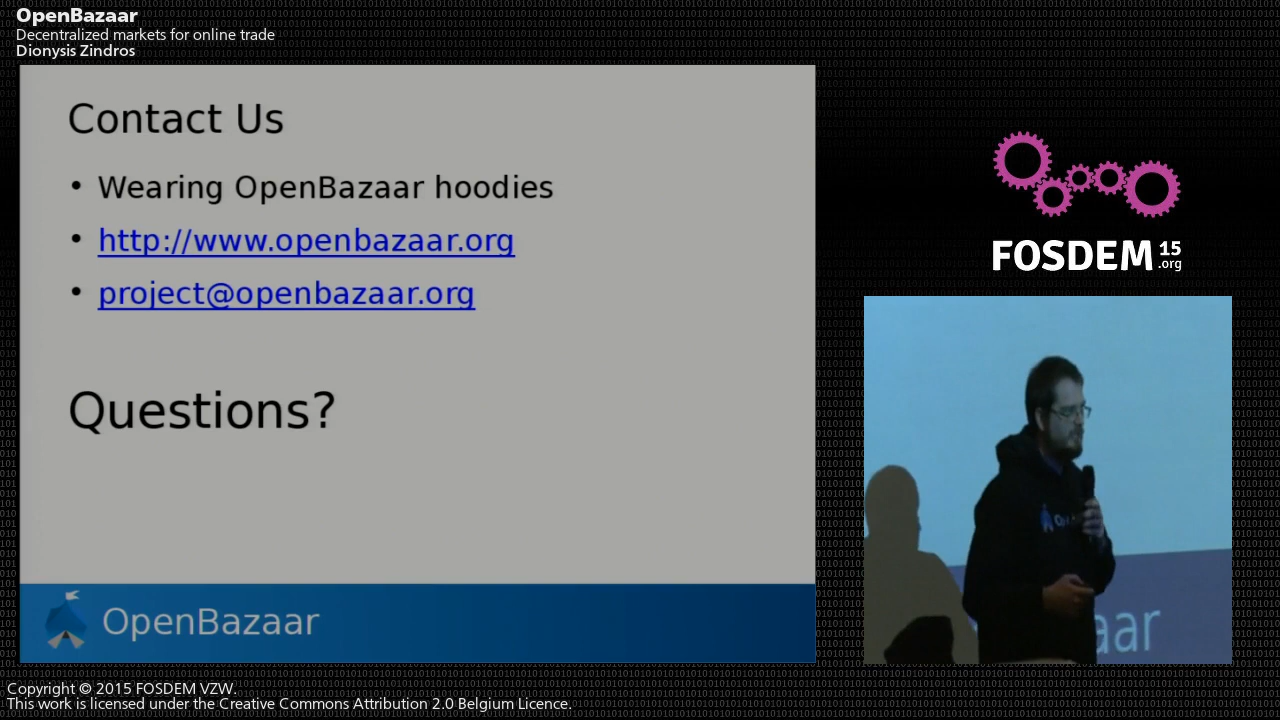 OpenBazaar
Decentralized markets for online trade
Dionysis Zindros
Contact Us
• Wearing OpenBazaar hoodies
• http://www.openbazaar.org
• project@openbazaar.org
Questions?
OpenBazaar
FOSDEM 15
.org
aar
Copyright © 2015 FOSDEM VZW.
This work is licensed under the Creative Commons Attribution 2.0 Belgium Licence.